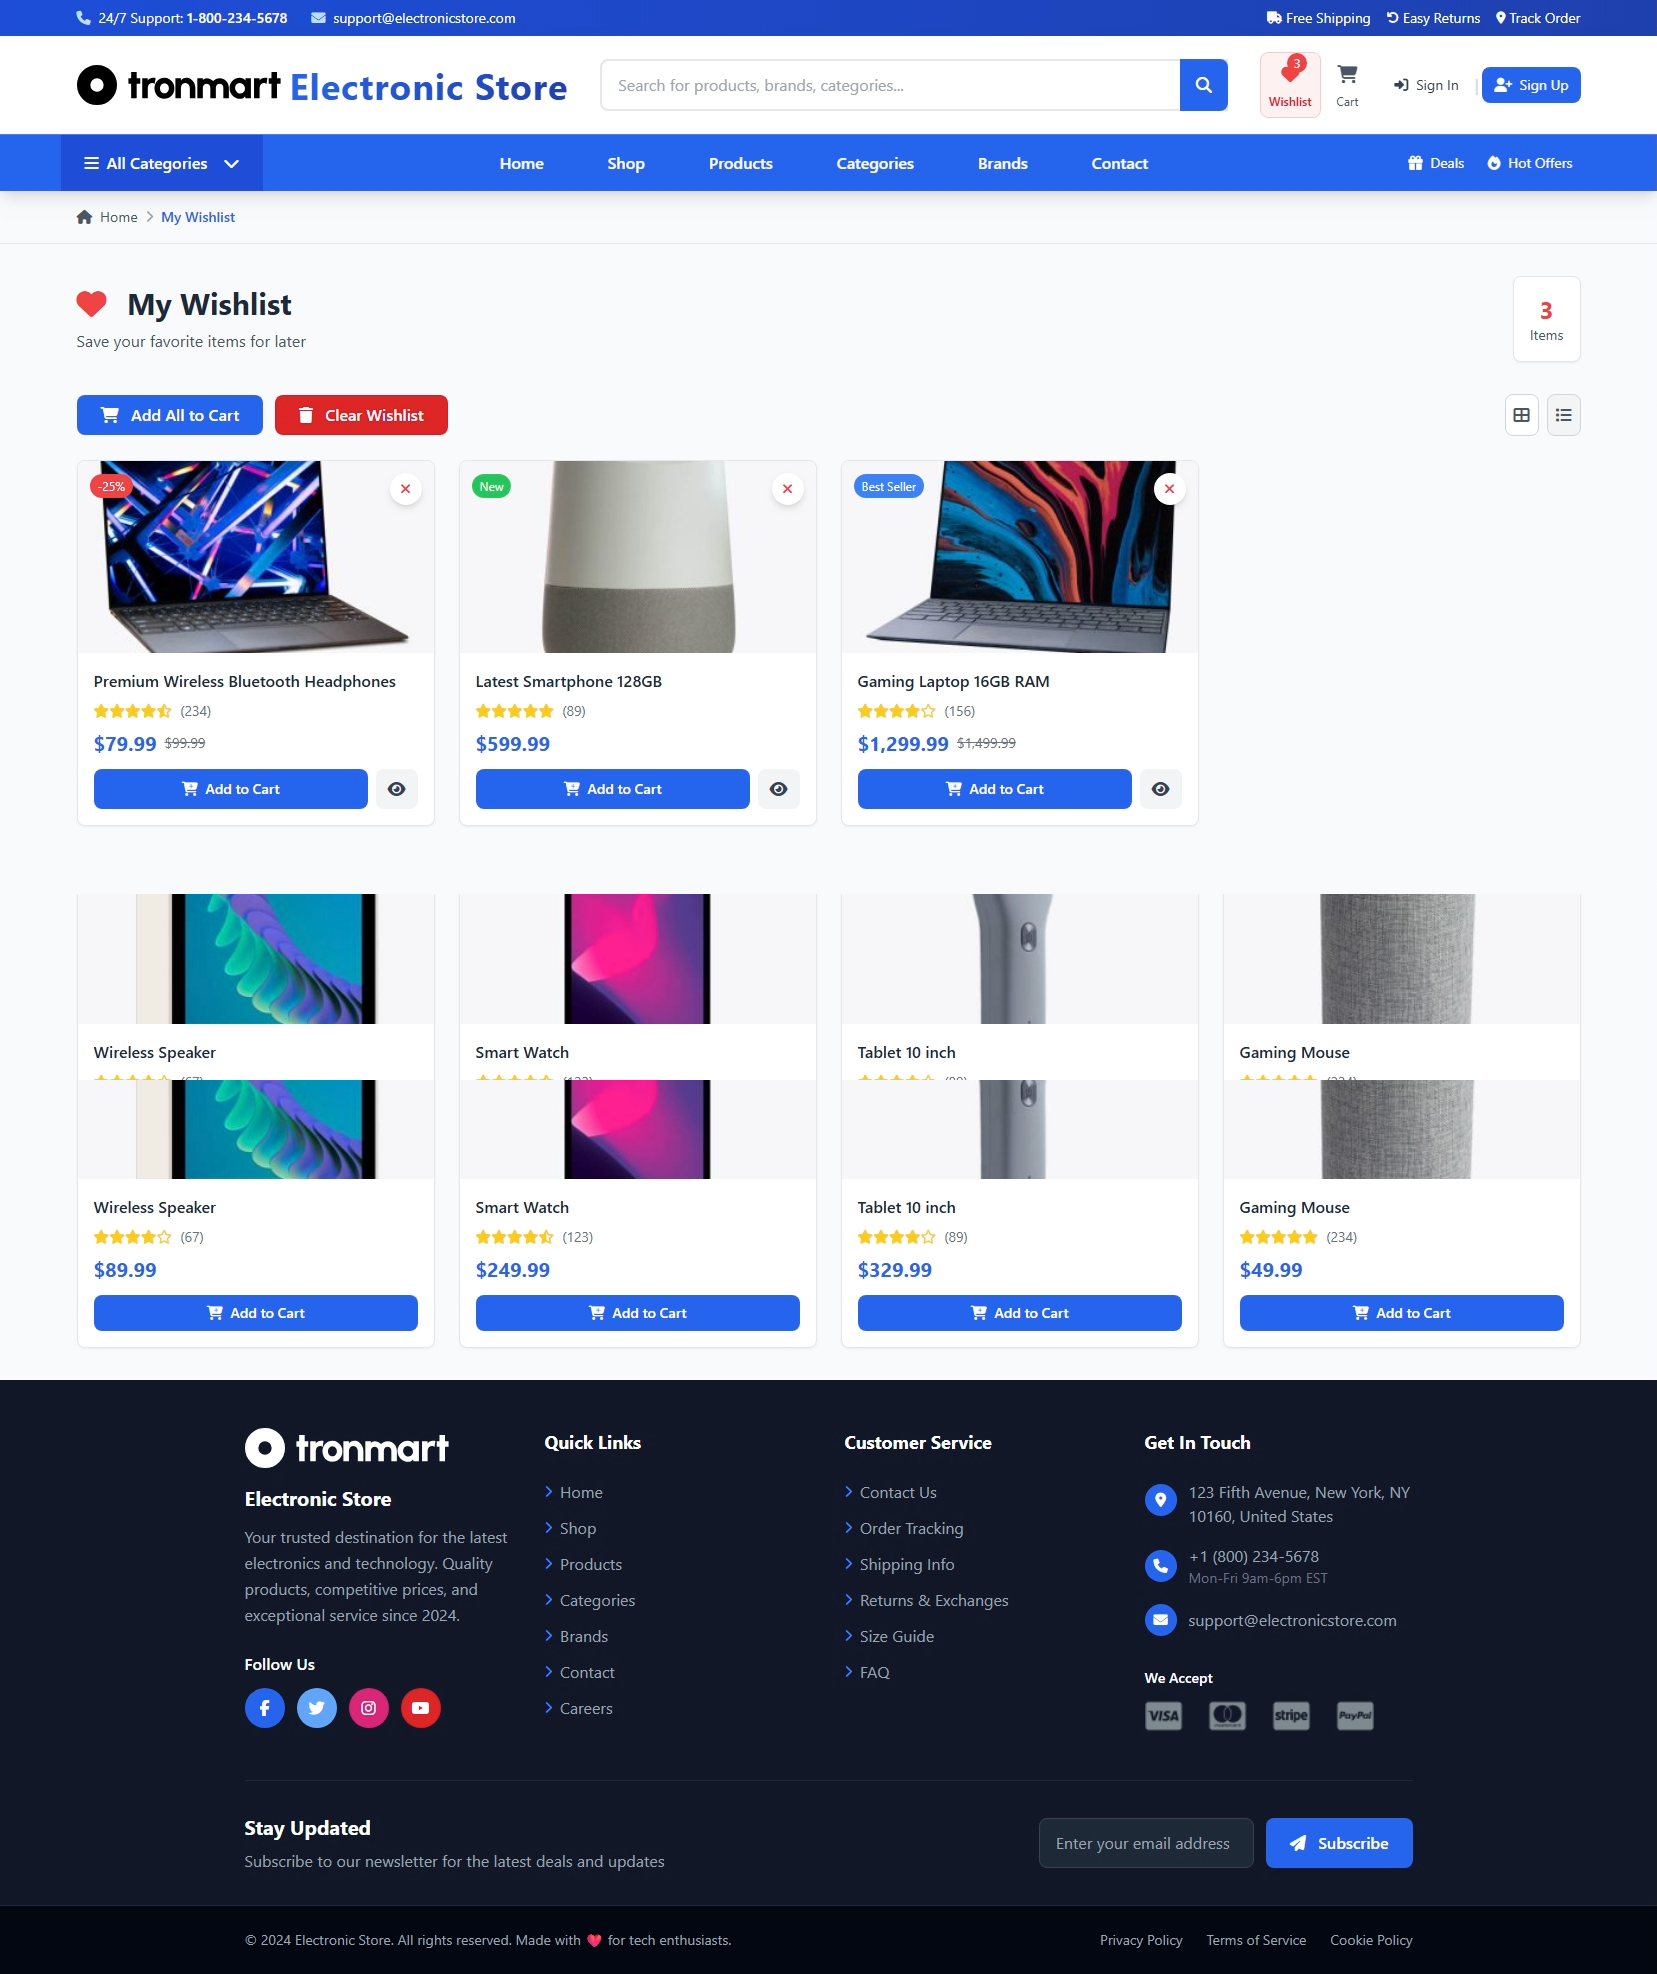 24/7 Support: 1-800-234-5678 support@electronicstore.com Free Shipping Easy Returns Track Order
tronmart Electronic Store Search for products, brands, categories... 3 Wishlist Cart Sign In | Sign Up
All Categories Home Shop Products Categories Brands Contact Deals Hot Offers
Home My Wishlist
My Wishlist
Save your favorite items for later
3
Items
Add All to Cart Clear Wishlist
-25% New Best Seller
Premium Wireless Bluetooth Headphones Latest Smartphone 128GB Gaming Laptop 16GB RAM
(234) (89) (156)
$79.99 $99.99 $599.99 $1,299.99 $1,499.99
Add to Cart Add to Cart Add to Cart
Wireless Speaker Smart Watch Tablet 10 inch Gaming Mouse
(67) (123) (89) (234)
Wireless Speaker Smart Watch Tablet 10 inch Gaming Mouse
(67) (123) (89) (234)
$89.99 $249.99 $329.99 $49.99
Add to Cart Add to Cart Add to Cart Add to Cart
tronmart
Electronic Store
Your trusted destination for the latest
electronics and technology. Quality
products, competitive prices, and
exceptional service since 2024.
Follow Us
Quick Links
Home
Shop
Products
Categories
Brands
Contact
Careers
Customer Service
Contact Us
Order Tracking
Shipping Info
Returns & Exchanges
Size Guide
FAQ
Get In Touch
123 Fifth Avenue, New York, NY
10160, United States
+1 (800) 234-5678
Mon-Fri 9am-6pm EST
support@electronicstore.com
We Accept
VISA stripe PayPal
Stay Updated
Subscribe to our newsletter for the latest deals and updates
Enter your email address Subscribe
© 2024 Electronic Store. All rights reserved. Made with ❤️ for tech enthusiasts. Privacy Policy Terms of Service Cookie Policy